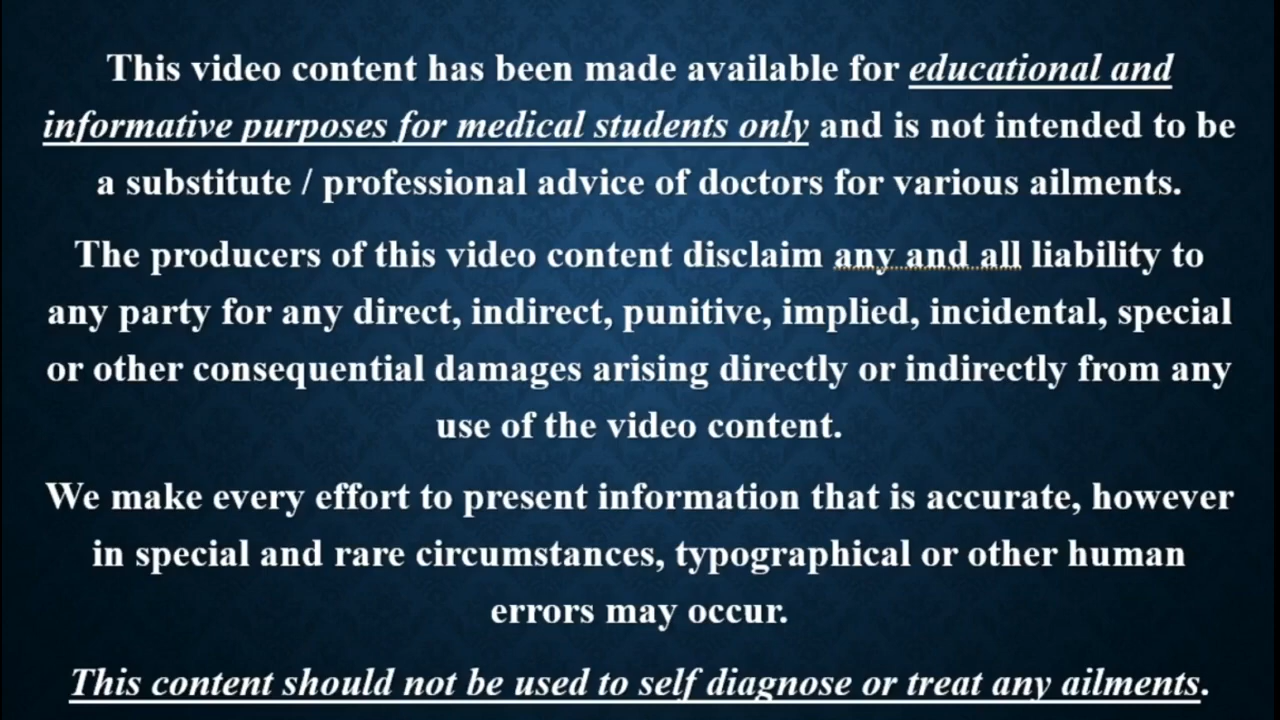 This video content has been made available for educational and
informative purposes for medical students only and is not intended to be
a substitute / professional advice of doctors for various ailments.
The producers of this video content disclaim any and all liability to
any party for any direct, indirect, punitive, implied, incidental, special
or other consequential damages arising directly or indirectly from any
use of the video content.
We make every effort to present information that is accurate, however
in special and rare circumstances, typographical or other human
errors may occur.
This content should not be used to self diagnose or treat any ailments.